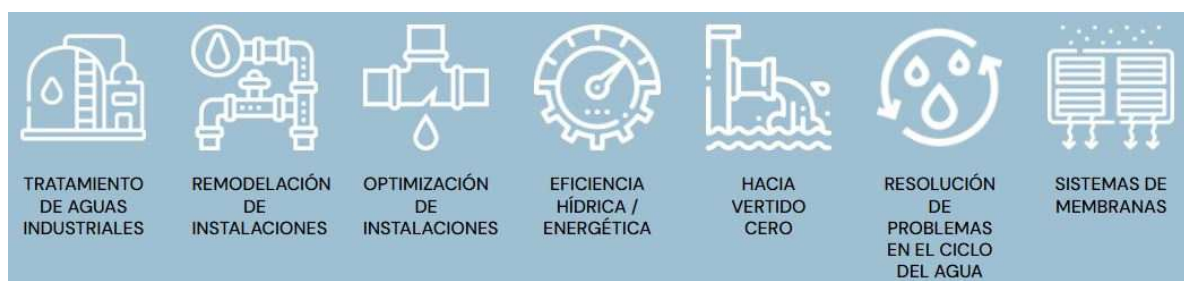 TRATAMIENTO
DE AGUAS
INDUSTRIALES
REMODELACIÓN
DE
INSTALACIONES
OPTIMIZACIÓN
DE
INSTALACIONES
EFICIENCIA
HÍDRICA /
ENERGÉTICA
HACIA
VERTIDO
CERO
RESOLUCIÓN
DE
PROBLEMAS
EN EL CICLO
DEL AGUA
SISTEMAS DE
MEMBRANAS